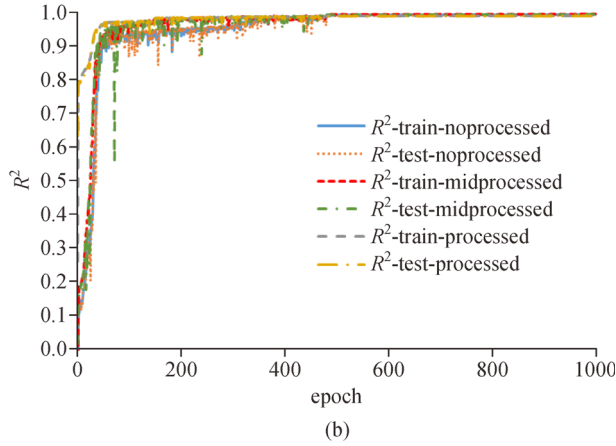 1.0
0.9
0.8
0.7
0.6
0.5
0.4
0.3
0.2
0.1
0.0
R²
R²-train-noprocessed
R²-test-noprocessed
R²-train-midprocessed
R²-test-midprocessed
R²-train-processed
R²-test-processed
0 200 400 600 800 1000
epoch
(b)